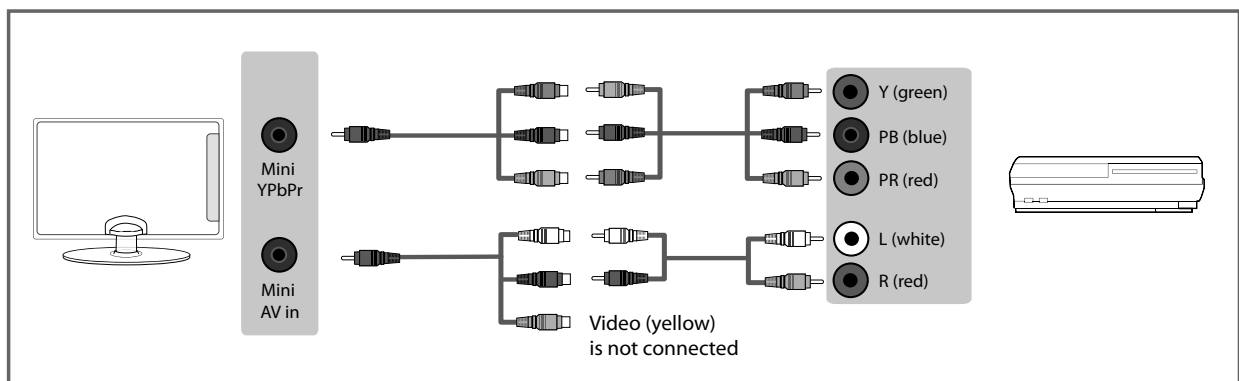 Mini
YPbPr
Mini
AV in
Y (green)
PB (blue)
PR (red)
L (white)
R (red)
Video (yellow)
is not connected